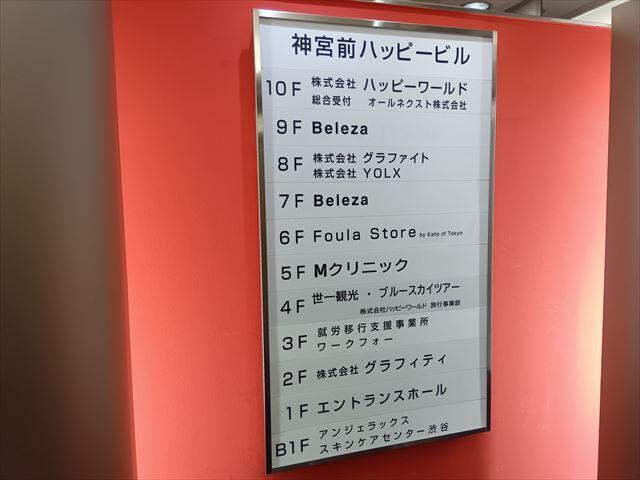 神宮前ハッピービル
10F 株式会社 ハッピーワールド
総合受付 オールネクスト株式会社
9F Beleza
8F 株式会社 グラファイト
株式会社 YOLX
7F Beleza
6F Foula Store by Kate of Tokyo
5F Mクリニック
4F 世一観光 ・ ブルースカイツアー
株式会社ハッピーワールド 旅行事業部
3F 就労移行支援事業所
ワークフォー
2F 株式会社 グラフィティ
1F エントランスホール
B1F アンジェラックス
スキンケアセンター渋谷